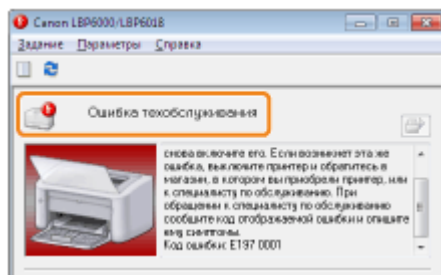 Canon LBP6000/LBP6018
Задание Параметры Справка
Ошибка техобслуживания
снова включите его. Если возникнет эта же
ошибка, выключите принтер и обратитесь в
магазин, в котором вы приобрели принтер, или
к специалисту по обслуживанию. При
обращении к специалисту по обслуживанию
сообщите код отображаемой ошибки и опишите
ему симптомы.
Код ошибки: E197 0001